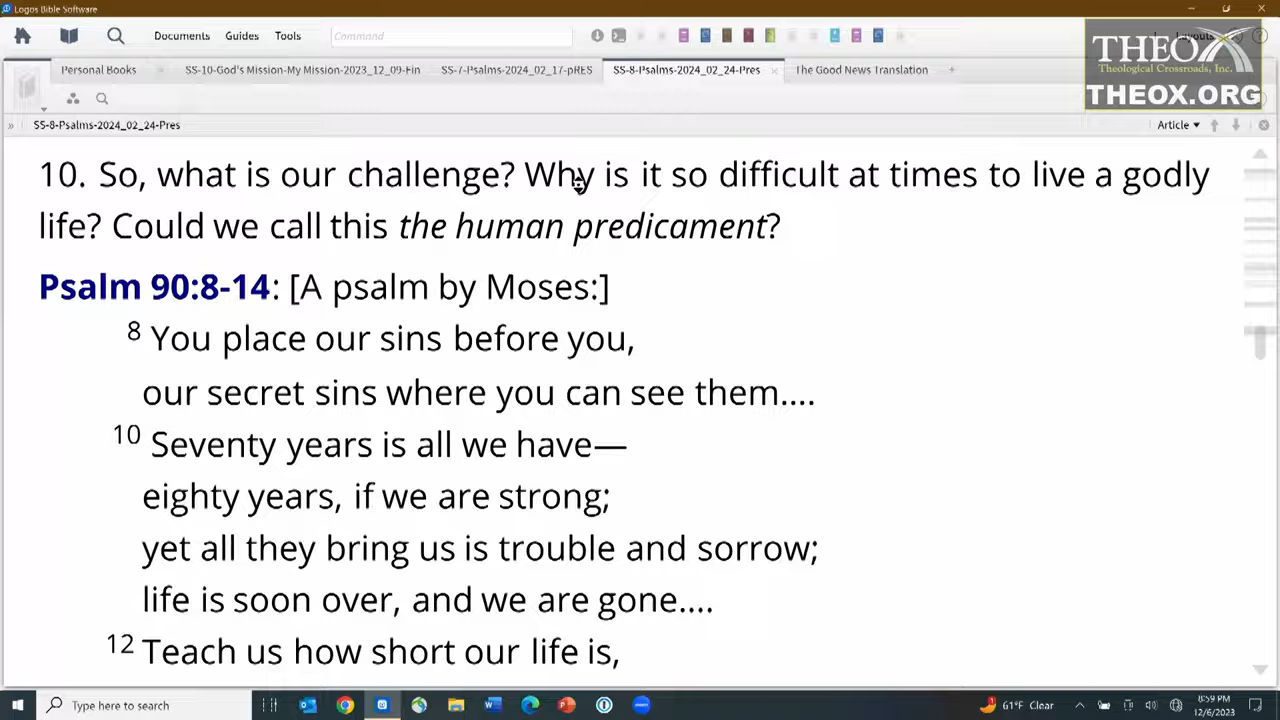 Logos Bible Software
Documents Guides Tools Command Layouts
THEOX
Theological Crossroads, Inc.
THEOX.ORG
Personal Books SS-10-God's Mission-My Mission-2023_12_09-Fin 2024_02_17-pRES SS-8-Psalms-2024_02_24-Pres The Good News Translation
SS-8-Psalms-2024_02_24-Pres Article
10. So, what is our challenge? Why is it so difficult at times to live a godly
life? Could we call this the human predicament?
Psalm 90:8-14: [A psalm by Moses:]
8 You place our sins before you,
our secret sins where you can see them....
10 Seventy years is all we have—
eighty years, if we are strong;
yet all they bring us is trouble and sorrow;
life is soon over, and we are gone....
12 Teach us how short our life is,
Type here to search
61°F Clear
8:59 PM
12/6/2023